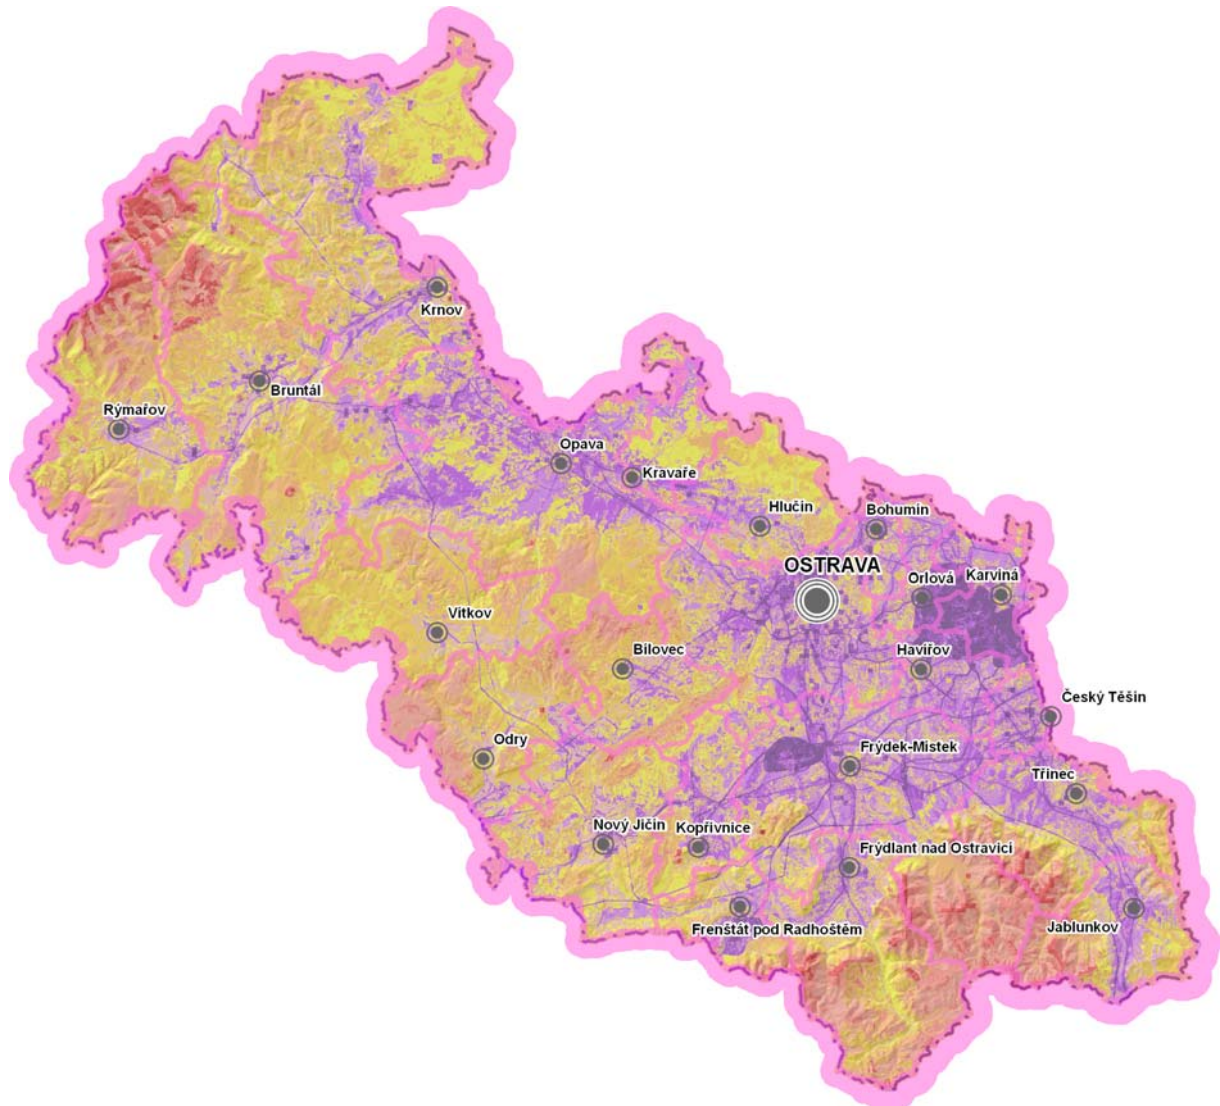 Krnov
Bruntál
Rýmařov
Opava
Kravaře
Hlučín
Bohumín
OSTRAVA
Orlová
Karviná
Vítkov
Bílovec
Havířov
Český Těšín
Odry
Frýdek-Místek
Třinec
Nový Jičín
Kopřivnice
Frýdlant nad Ostravicí
Frenštát pod Radhoštěm
Jablunkov